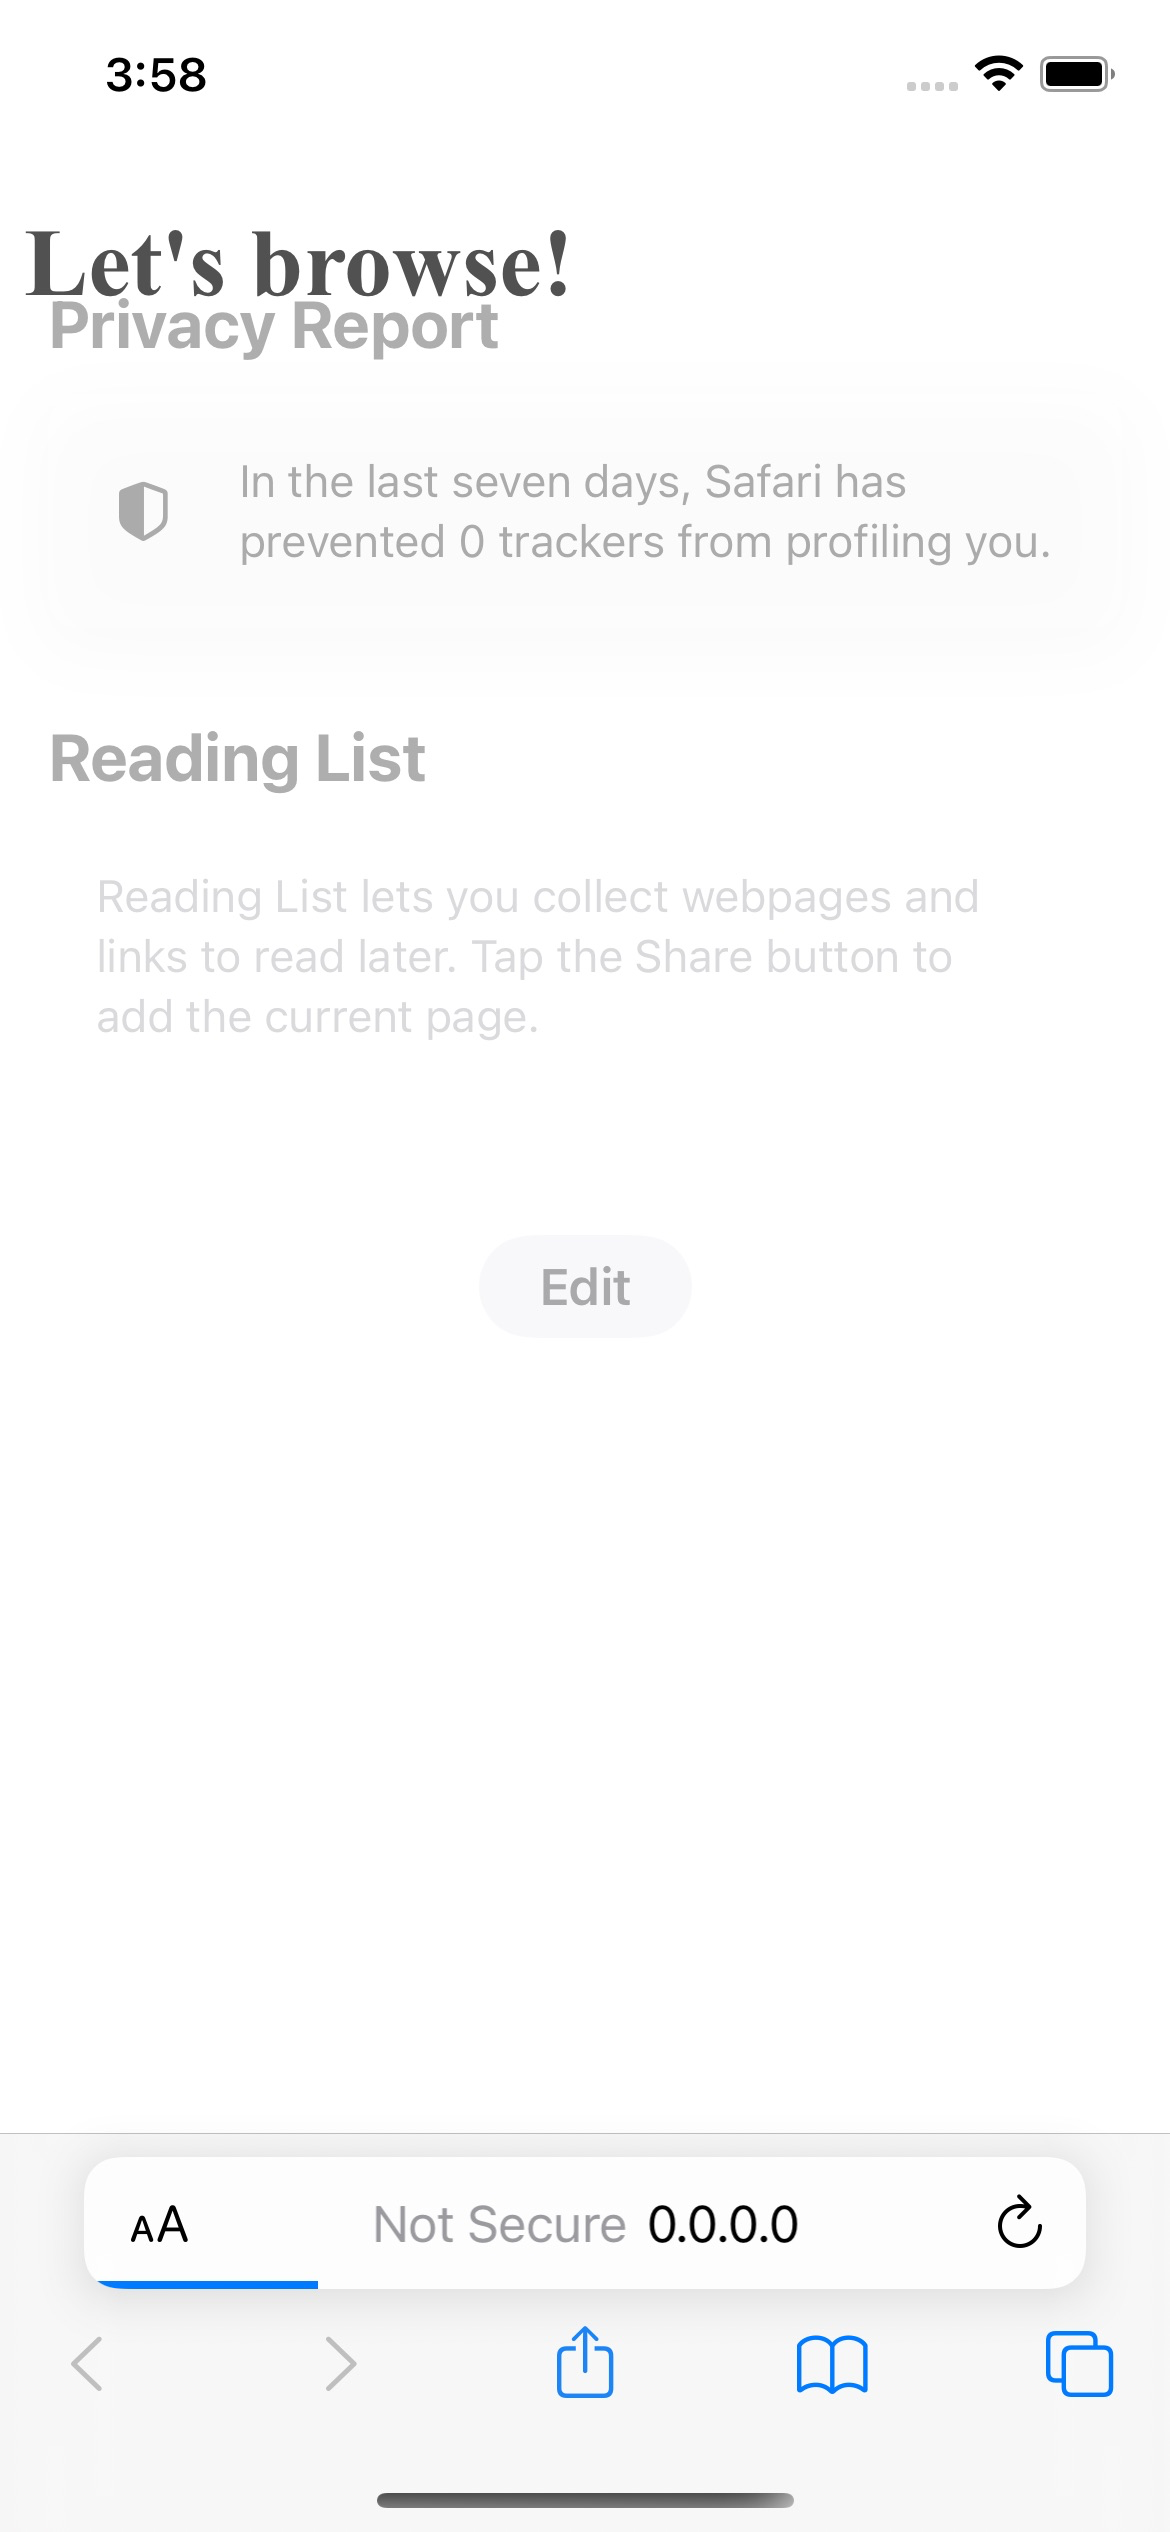 3:58
Let's browse!
Privacy Report
In the last seven days, Safari has
prevented 0 trackers from profiling you.
Reading List
Reading List lets you collect webpages and
links to read later. Tap the Share button to
add the current page.
Edit
AA Not Secure 0.0.0.0